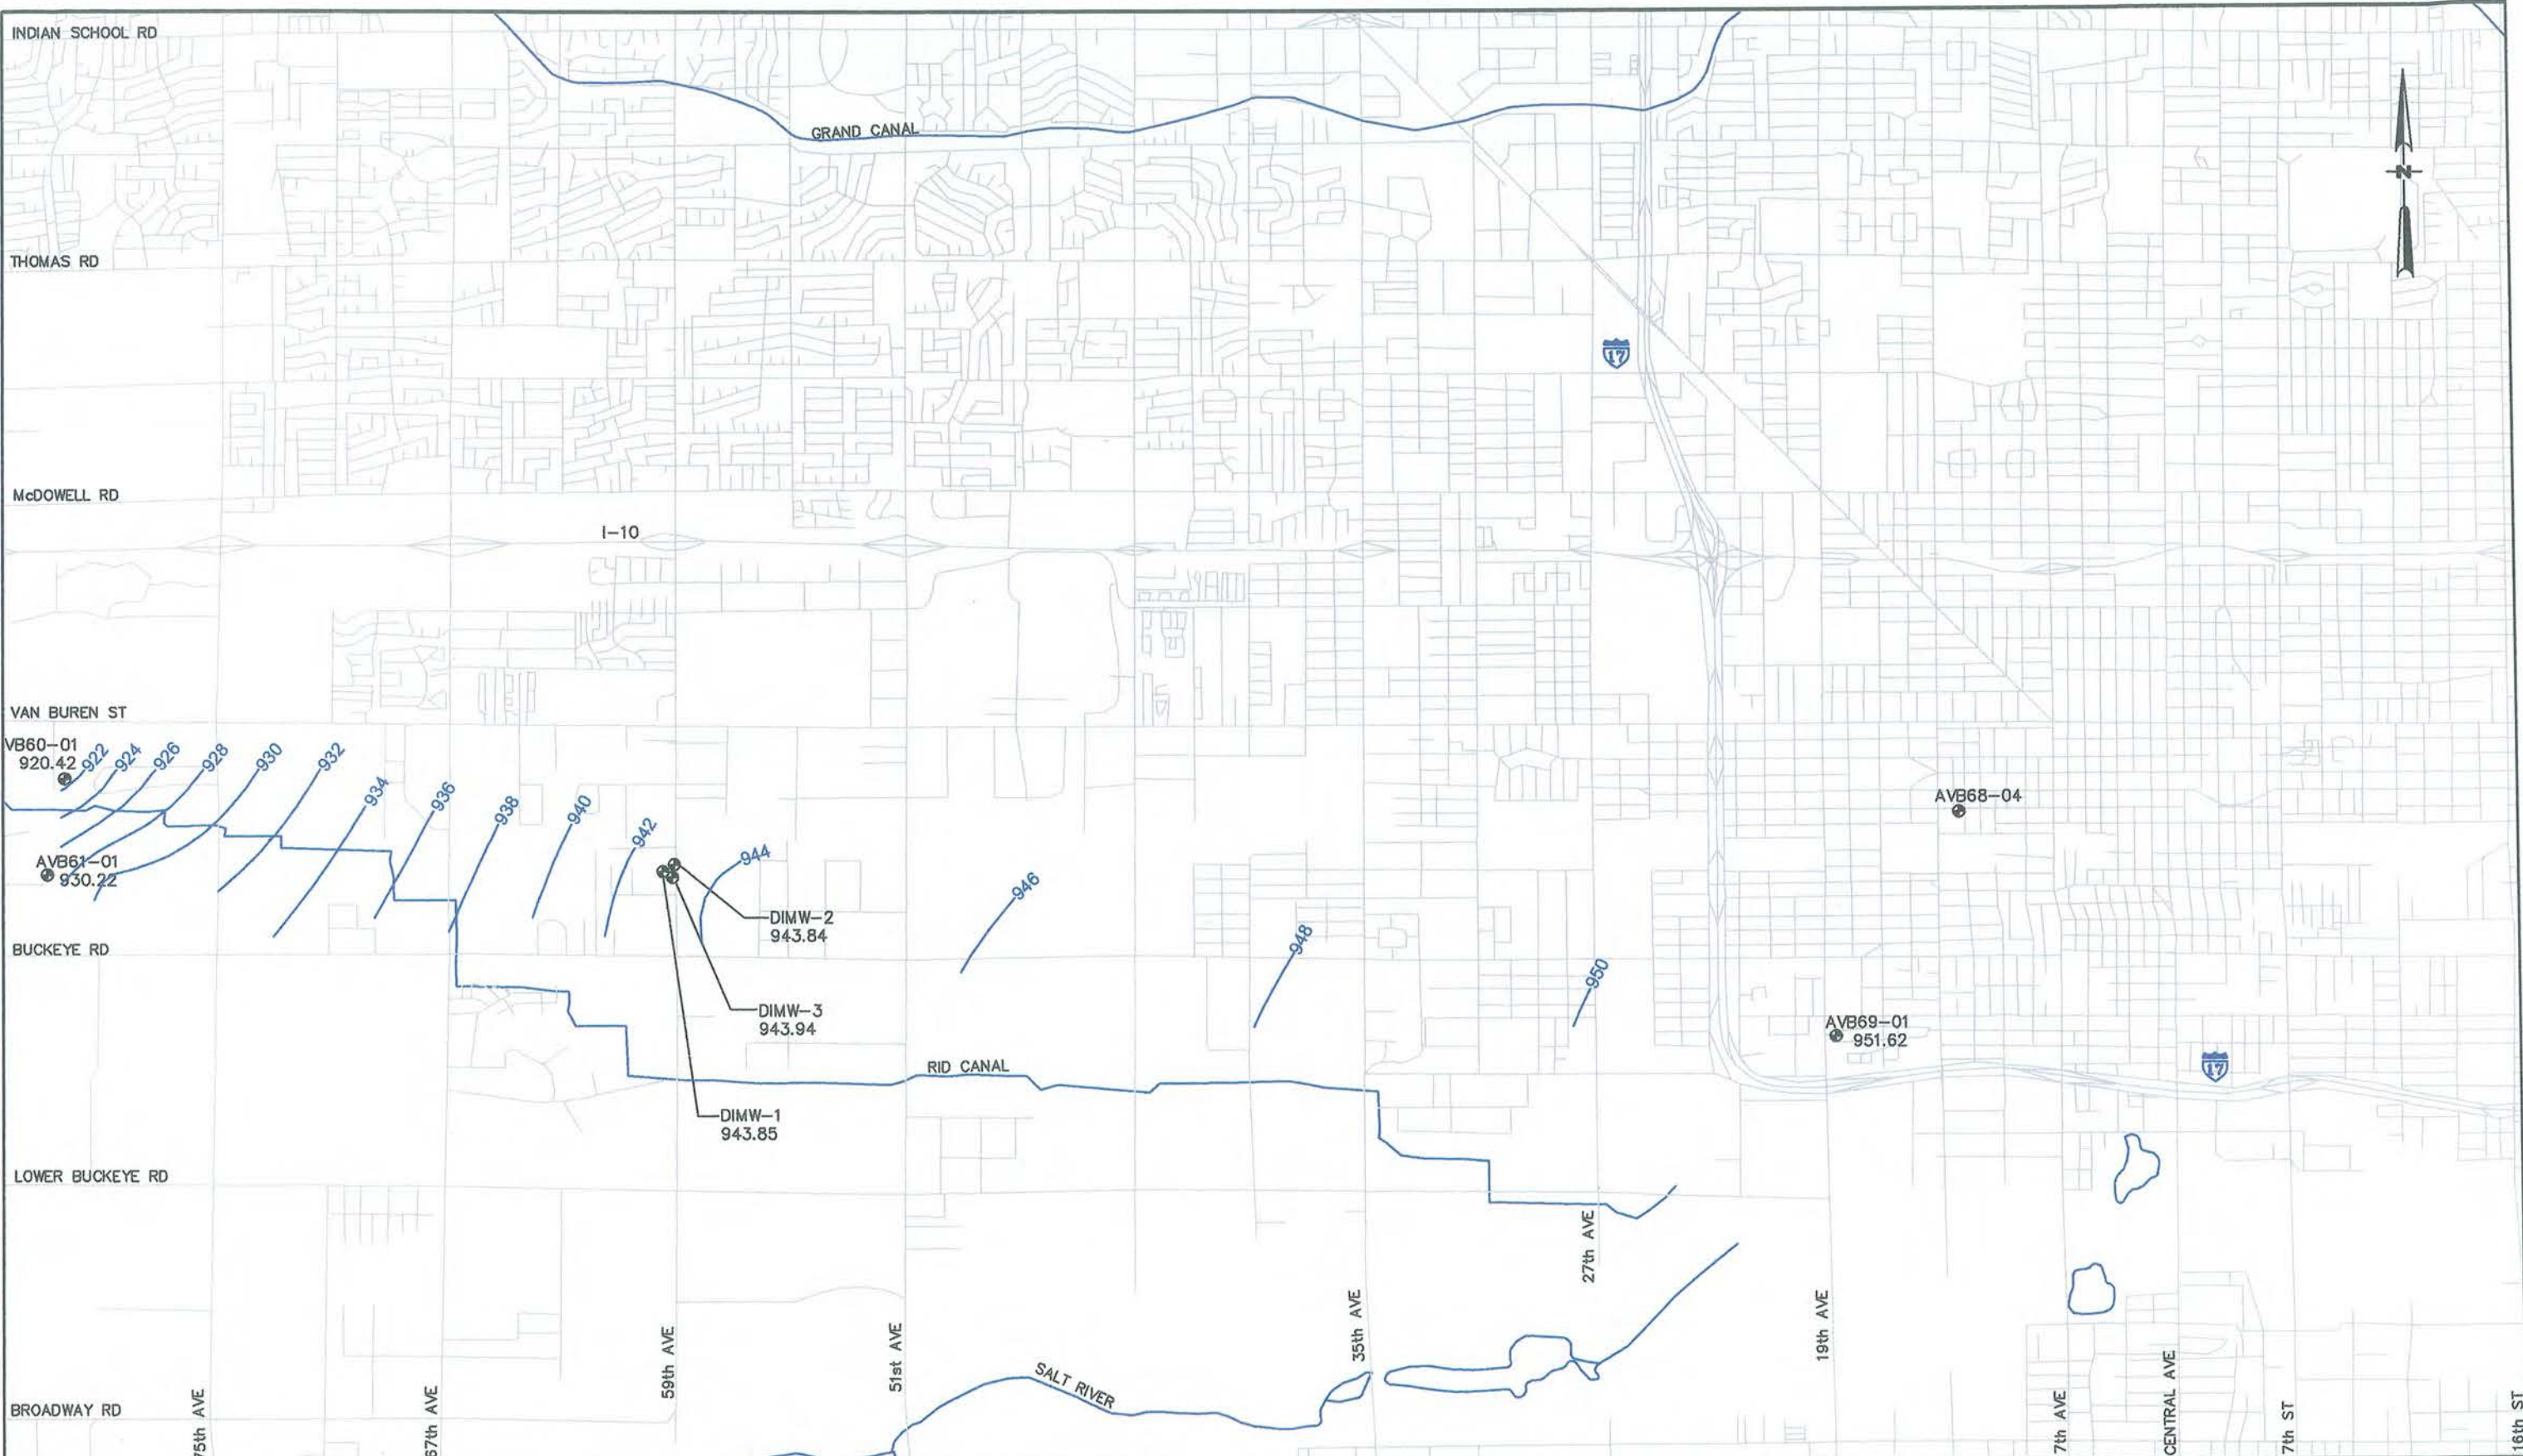 INDIAN SCHOOL RD
GRAND CANAL
N
THOMAS RD
17
McDOWELL RD
I-10
VAN BUREN ST
VB60-01
920.42
922
924
926
928
930
932
934
936
938
940
942
944
946
948
950
AVB68-04
AVB61-01
930.22
DIMW-2
943.84
BUCKEYE RD
DIMW-3
943.94
AVB69-01
951.62
17
RID CANAL
DIMW-1
943.85
LOWER BUCKEYE RD
27th AVE
35th AVE
19th AVE
59th AVE
51st AVE
SALT RIVER
BROADWAY RD
75th AVE
67th AVE
7th AVE
CENTRAL AVE
7th ST
16th ST